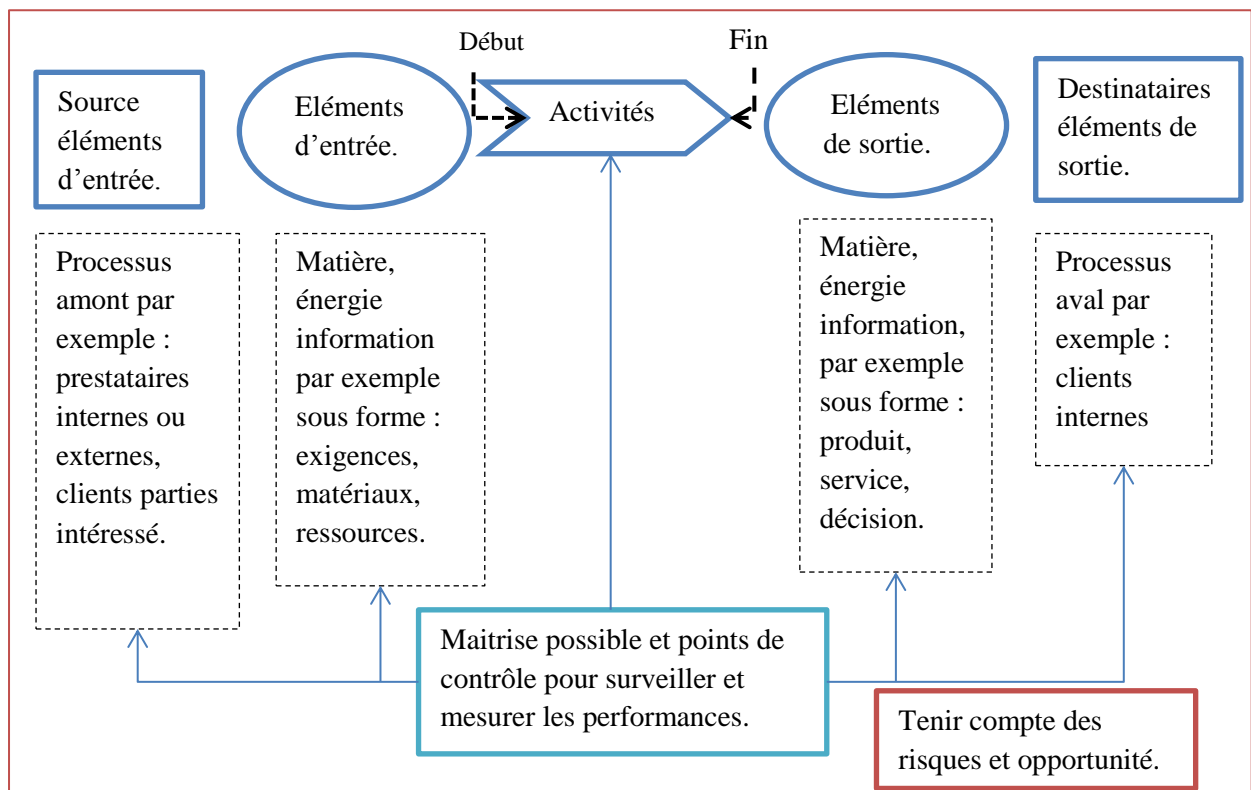 Début
Fin
Source
éléments
d'entrée.
Eléments
d'entrée.
Activités
Eléments
de sortie.
Destinataires
éléments de
sortie.
Processus
amont par
exemple :
prestataires
internes ou
externes,
clients parties
intéressé.
Matière,
énergie
information
par exemple
sous forme :
exigences,
matériaux,
ressources.
Matière,
énergie
information,
par exemple
sous forme :
produit,
service,
décision.
Processus
aval par
exemple :
clients
internes
Maitrise possible et points de
contrôle pour surveiller et
mesurer les performances.
Tenir compte des
risques et opportunité.